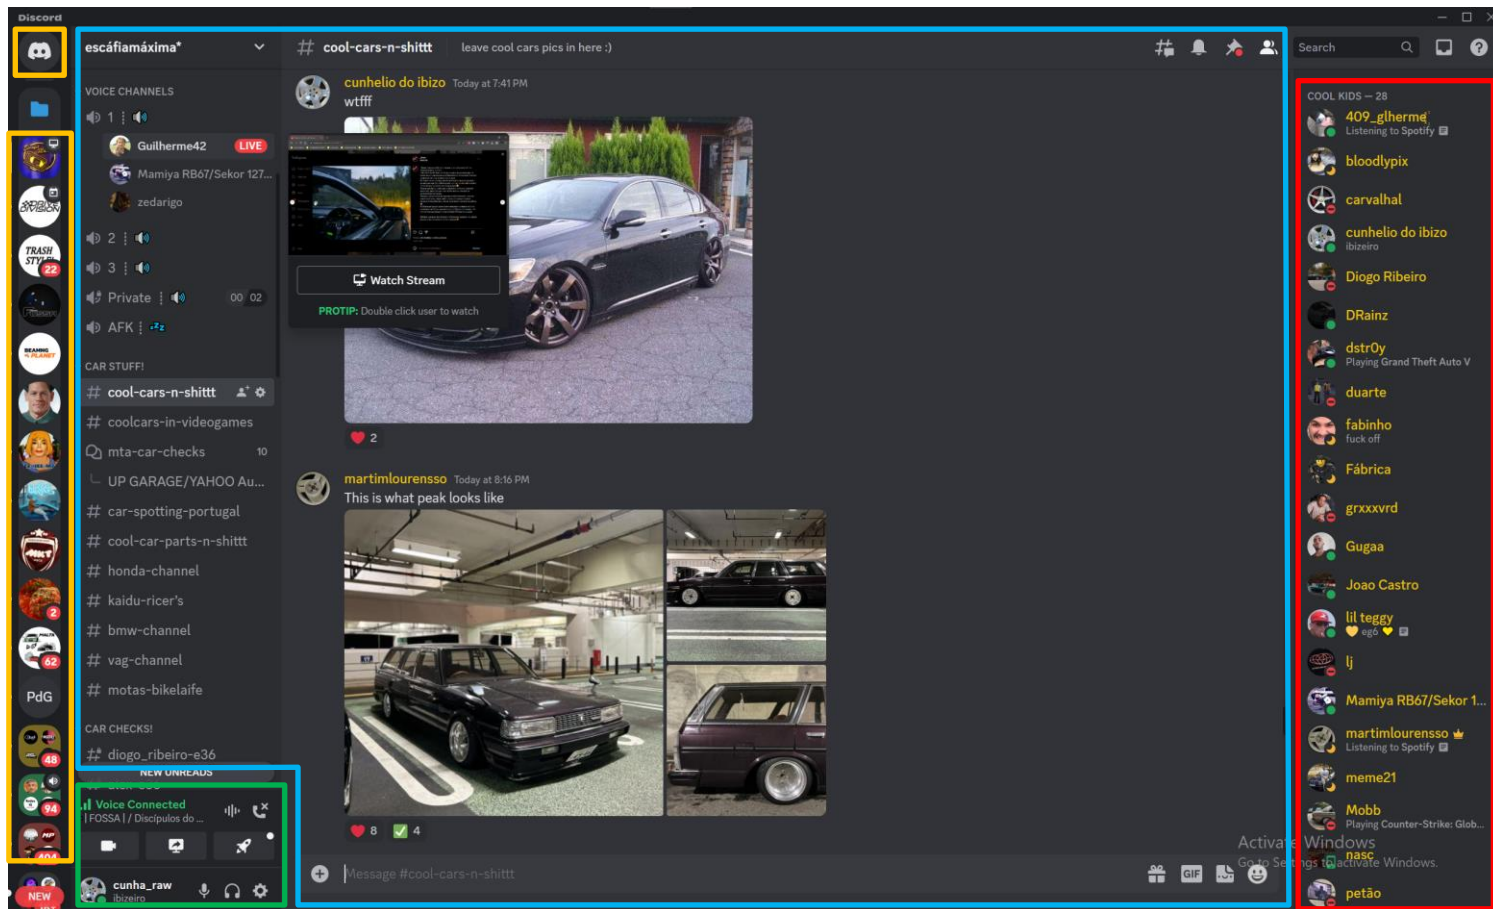 Discord
escáfiamáxima*
# cool-cars-n-shittt
leave cool cars pics in here :)
Search
VOICE CHANNELS
1
Guilherme42 LIVE
Mamiya RB67/Sekor 127...
zedarigo
2
3
Private 00 02
AFK
CAR STUFF!
# cool-cars-n-shittt
# coolcars-in-videogames
mta-car-checks 10
UP GARAGE/YAHOO Au...
# car-spotting-portugal
# cool-car-parts-n-shittt
# honda-channel
# kaidu-ricer's
# bmw-channel
# vag-channel
# motas-bikelaife
CAR CHECKS!
# diogo_ribeiro-e36
NEW UNREADS
Voice Connected
| FOSSA | / Discípulos do ...
cunha_raw
ibizeiro
DIVISION
TRASH
22
FOSSA
BEAMNG
PLANET
MKT
2
62
PdG
48
94
404
NEW
cunhelio do ibizo Today at 7:41 PM
wtfff
Watch Stream
PROTIP: Double click user to watch
2
martimlourensso Today at 8:16 PM
This is what peak looks like
8 4
Message #cool-cars-n-shittt
GIF
COOL KIDS — 28
409_glherme
Listening to Spotify
bloodlypix
carvalhal
cunhelio do ibizo
ibizeiro
Diogo Ribeiro
DRainz
dstr0y
Playing Grand Theft Auto V
duarte
fabinho
fuck off
Fábrica
grxxxvrd
Gugaa
Joao Castro
lil teggy
eg6
lj
Mamiya RB67/Sekor 1...
martimlourensso
Listening to Spotify
meme21
Mobb
Playing Counter-Strike: Glob...
nasc
petão
Activate Windows
Go to Settings to activate Windows.